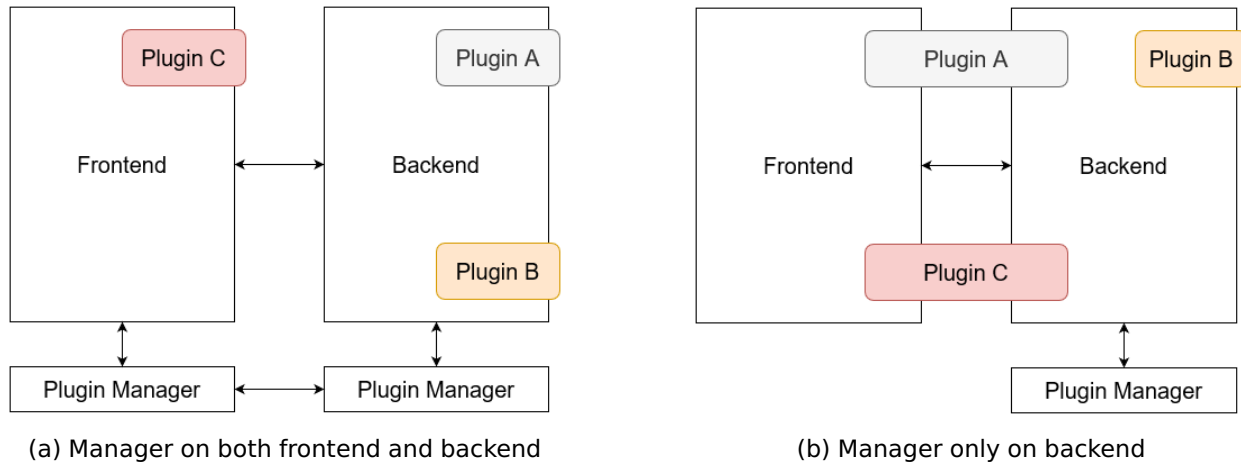 Plugin C
Plugin A
Frontend
Backend
Plugin B
Plugin Manager
Plugin Manager
(a) Manager on both frontend and backend
Plugin A
Plugin B
Frontend
Backend
Plugin C
Plugin Manager
(b) Manager only on backend